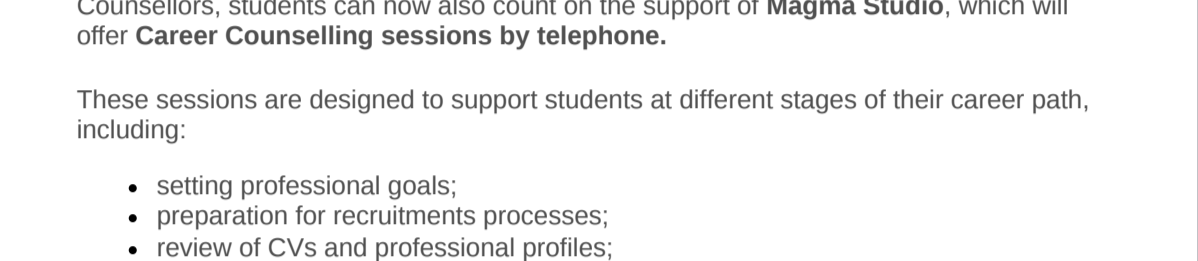 Counsellors, students can now also count on the support of Magma Studio, which will
offer Career Counselling sessions by telephone.
These sessions are designed to support students at different stages of their career path,
including:
• setting professional goals;
• preparation for recruitments processes;
• review of CVs and professional profiles;